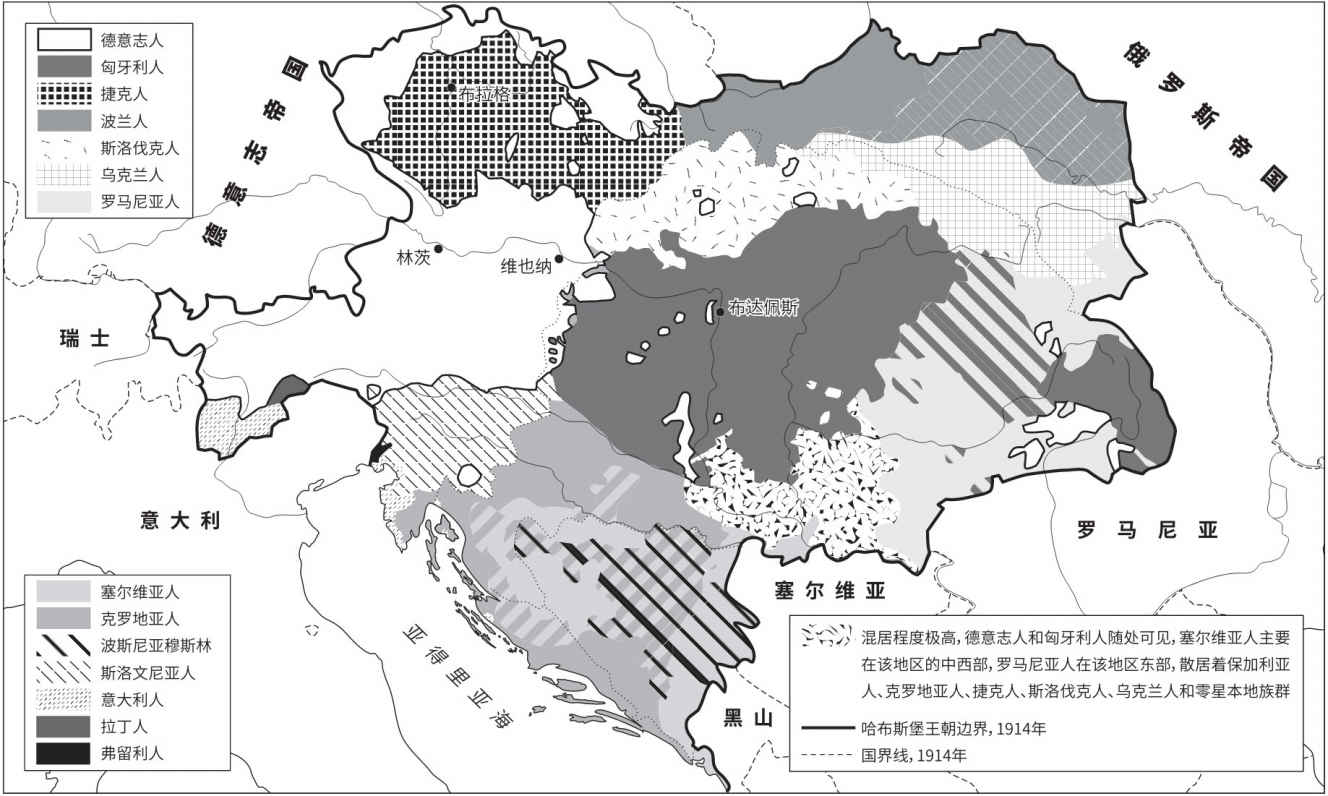 德意志人
匈牙利人
捷克人
波兰人
斯洛伐克人
乌克兰人
罗马尼亚人
德意志帝国
俄罗斯帝国
布拉格
林茨
维也纳
布达佩斯
瑞士
意大利
罗马尼亚
塞尔维亚
黑山
亚得里亚海
塞尔维亚人
克罗地亚人
波斯尼亚穆斯林
斯洛文尼亚人
意大利人
拉丁人
弗留利人
混居程度极高,德意志人和匈牙利人随处可见,塞尔维亚人主要
在该地区的中西部,罗马尼亚人在该地区东部,散居着保加利亚
人、克罗地亚人、捷克人、斯洛伐克人、乌克兰人和零星本地族群
哈布斯堡王朝边界,1914年
国界线,1914年